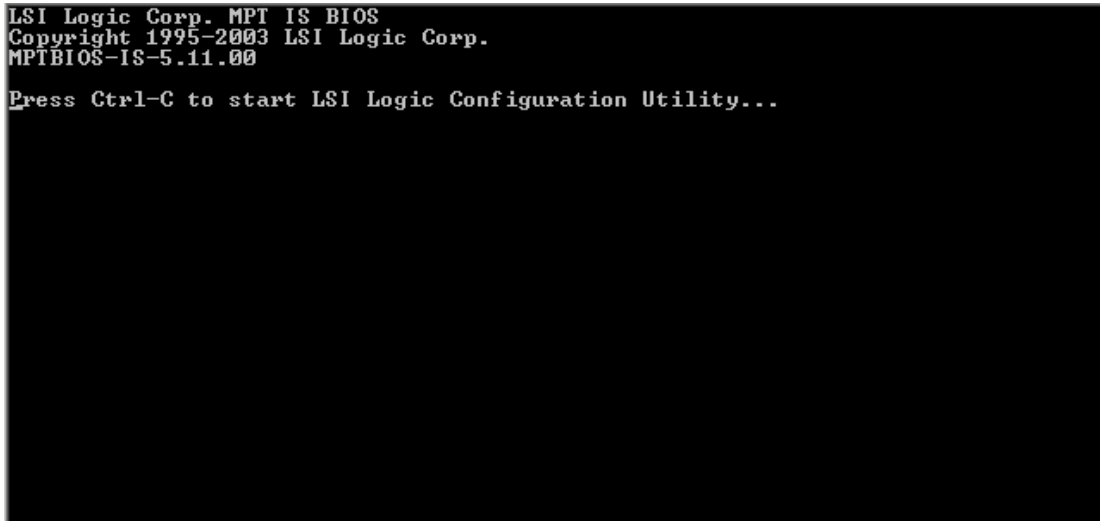 LSI Logic Corp. MPT IS BIOS
Copyright 1995-2003 LSI Logic Corp.
MPTBIOS-IS-5.11.00
Press Ctrl-C to start LSI Logic Configuration Utility...